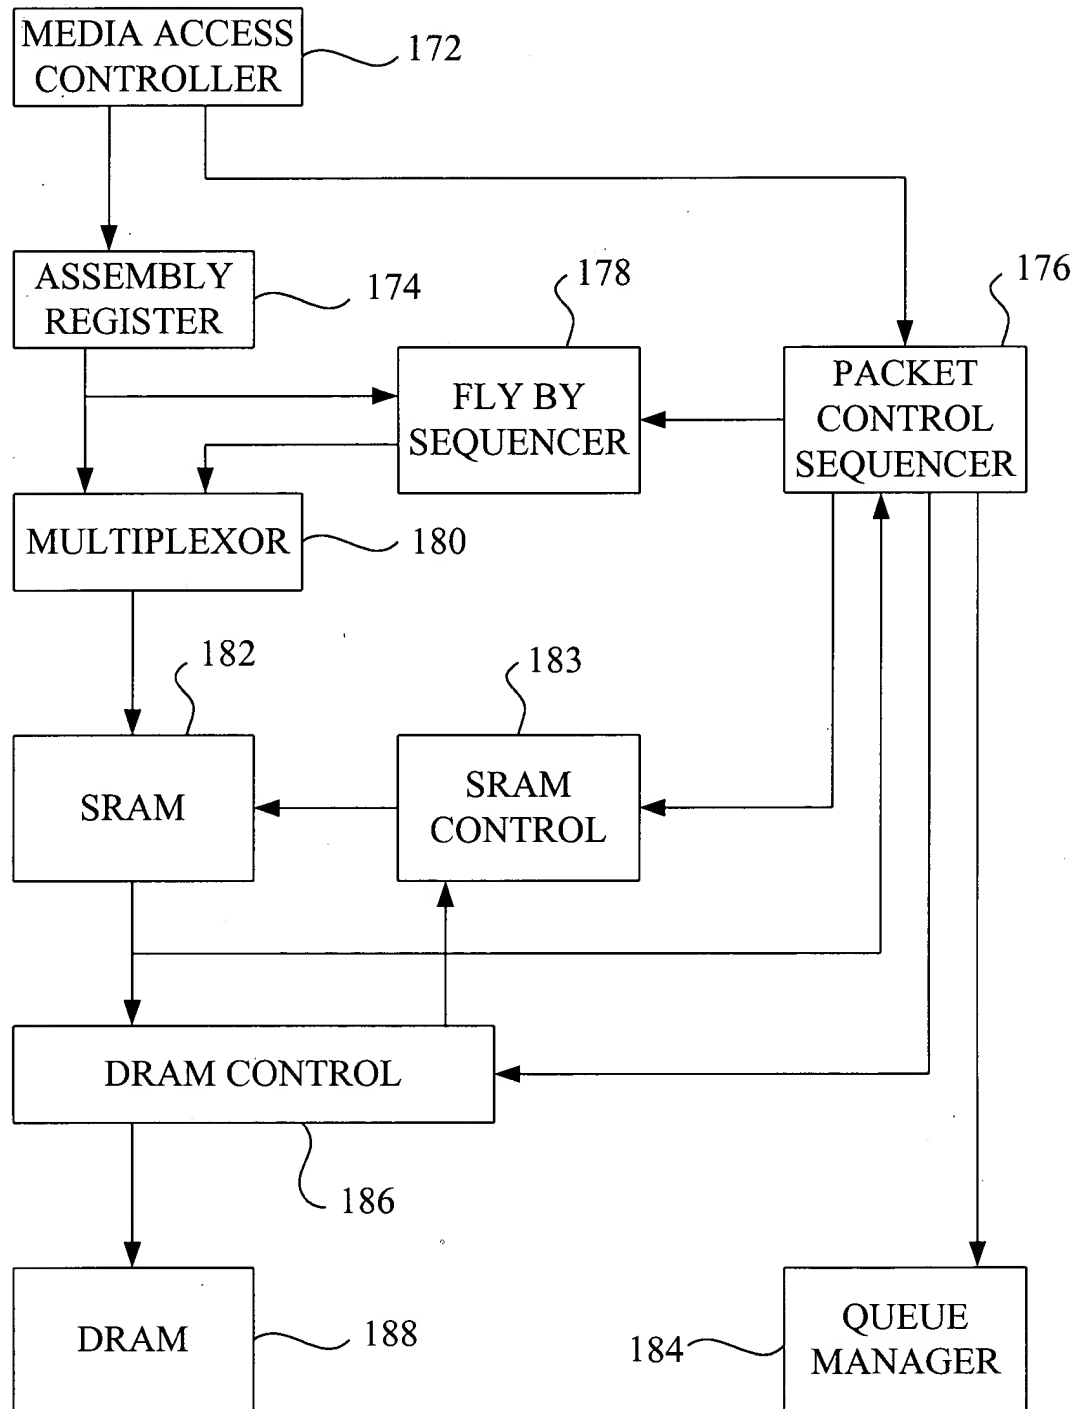 MEDIA ACCESS
CONTROLLER
172
ASSEMBLY
REGISTER
174
178
176
FLY BY
SEQUENCER
PACKET
CONTROL
SEQUENCER
MULTIPLEXOR
180
182
183
SRAM
SRAM
CONTROL
DRAM CONTROL
186
DRAM
188
184
QUEUE
MANAGER